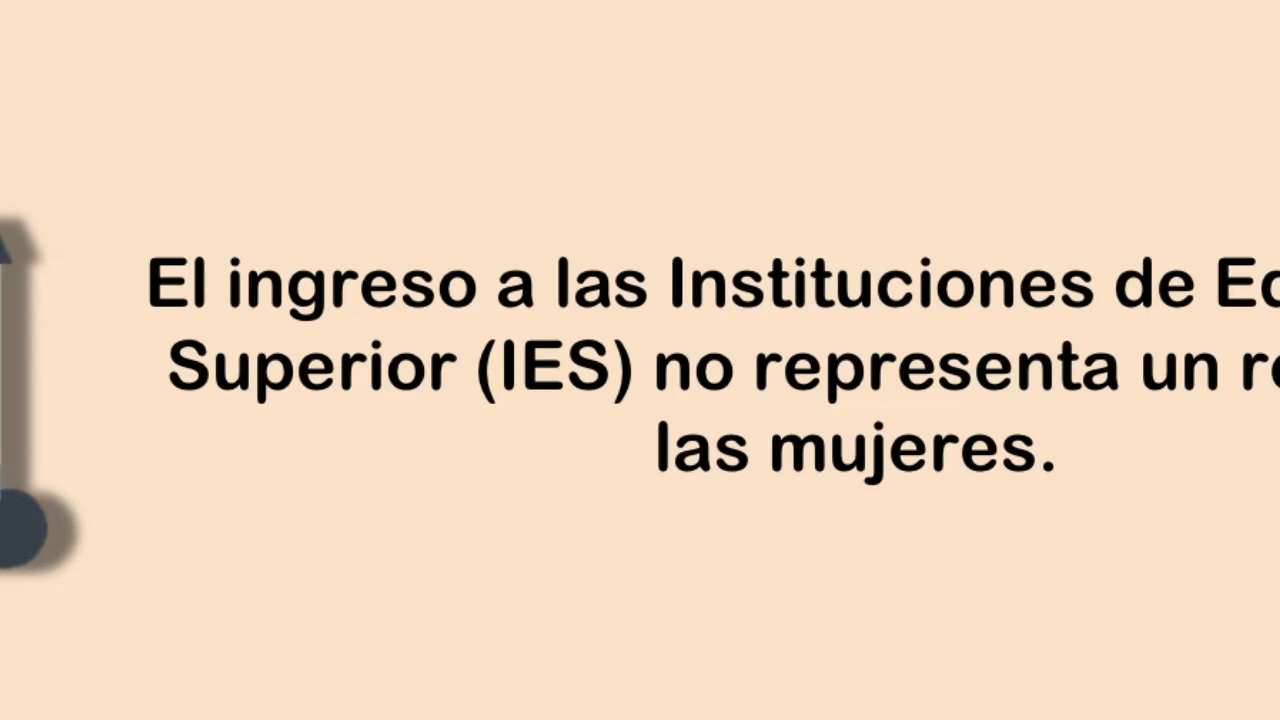 El ingreso a las Instituciones de
Superior (IES) no representa un
las mujeres.